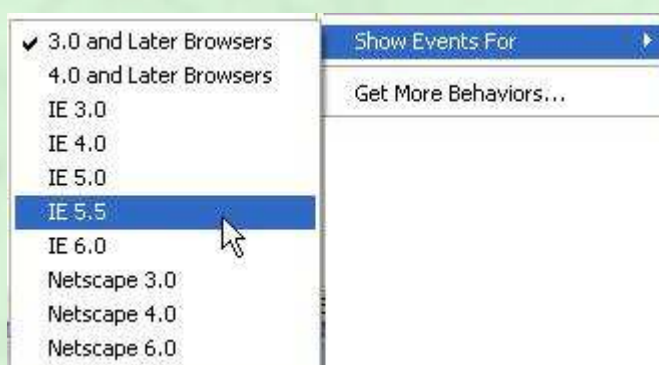 3.0 and Later Browsers
4.0 and Later Browsers
IE 3.0
IE 4.0
IE 5.0
IE 5.5
IE 6.0
Netscape 3.0
Netscape 4.0
Netscape 6.0
Show Events For
Get More Behaviors...